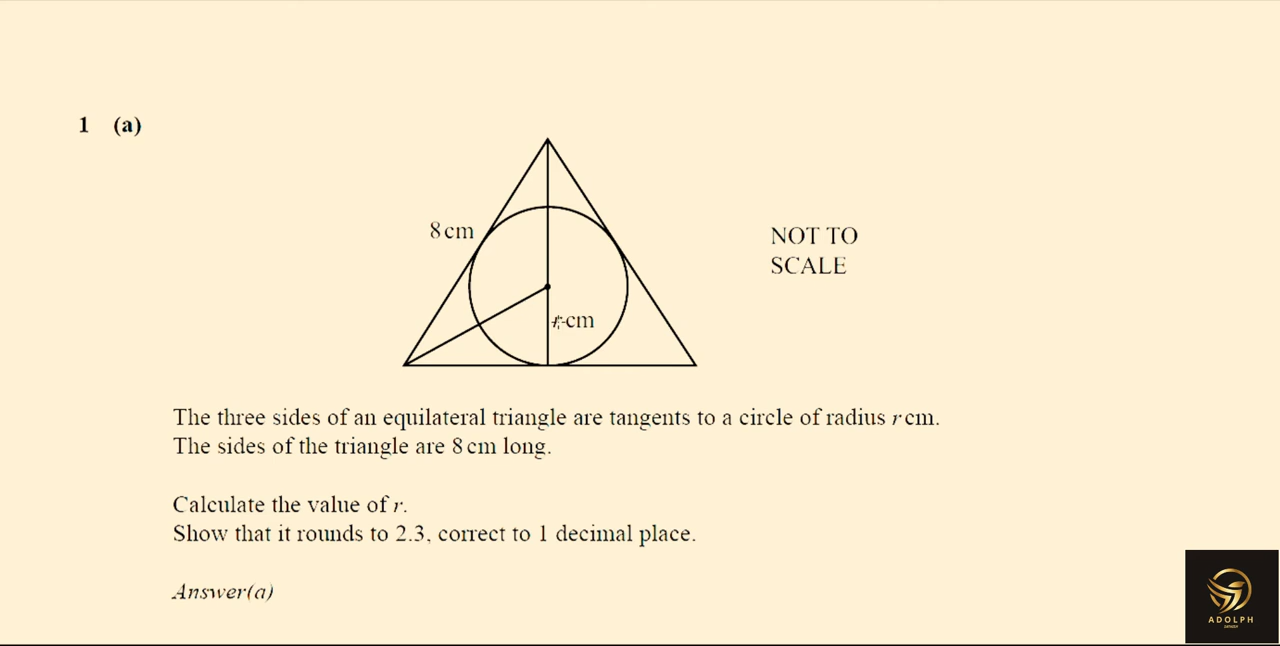 1 (a)
8 cm
NOT TO
SCALE
r cm
The three sides of an equilateral triangle are tangents to a circle of radius r cm.
The sides of the triangle are 8 cm long.
Calculate the value of r.
Show that it rounds to 2.3, correct to 1 decimal place.
Answer(a)
ADOLPH